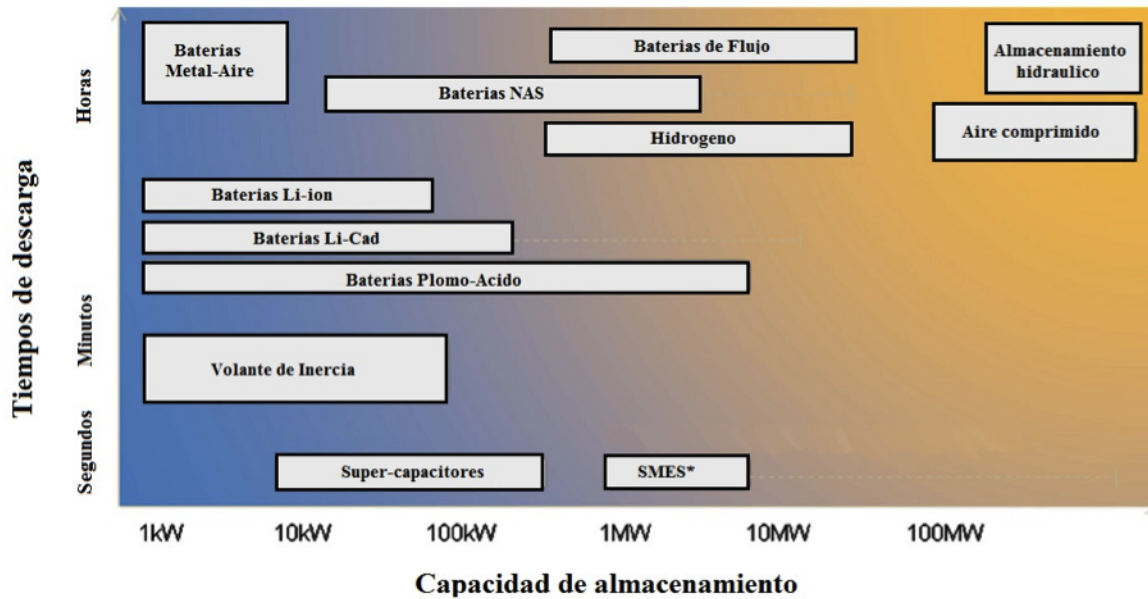 Baterias
Metal-Aire
Baterias de Flujo
Almacenamiento
hidraulico
Baterias NAS
Aire comprimido
Hidrogeno
Baterias Li-ion
Baterias Li-Cad
Baterias Plomo-Acido
Volante de Inercia
Super-capacitores
SMES*
Tiempos de descarga
Horas
Minutos
Segundos
1kW 10kW 100kW 1MW 10MW 100MW
Capacidad de almacenamiento